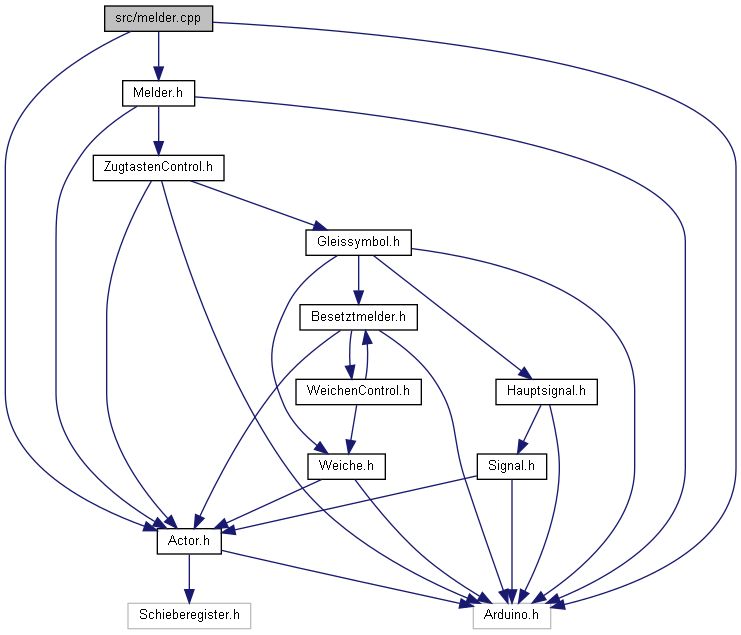 src/melder.cpp
Melder.h
ZugtastenControl.h
Gleissymbol.h
Besetztmelder.h
WeichenControl.h
Hauptsignal.h
Weiche.h
Signal.h
Actor.h
Schieberegister.h
Arduino.h